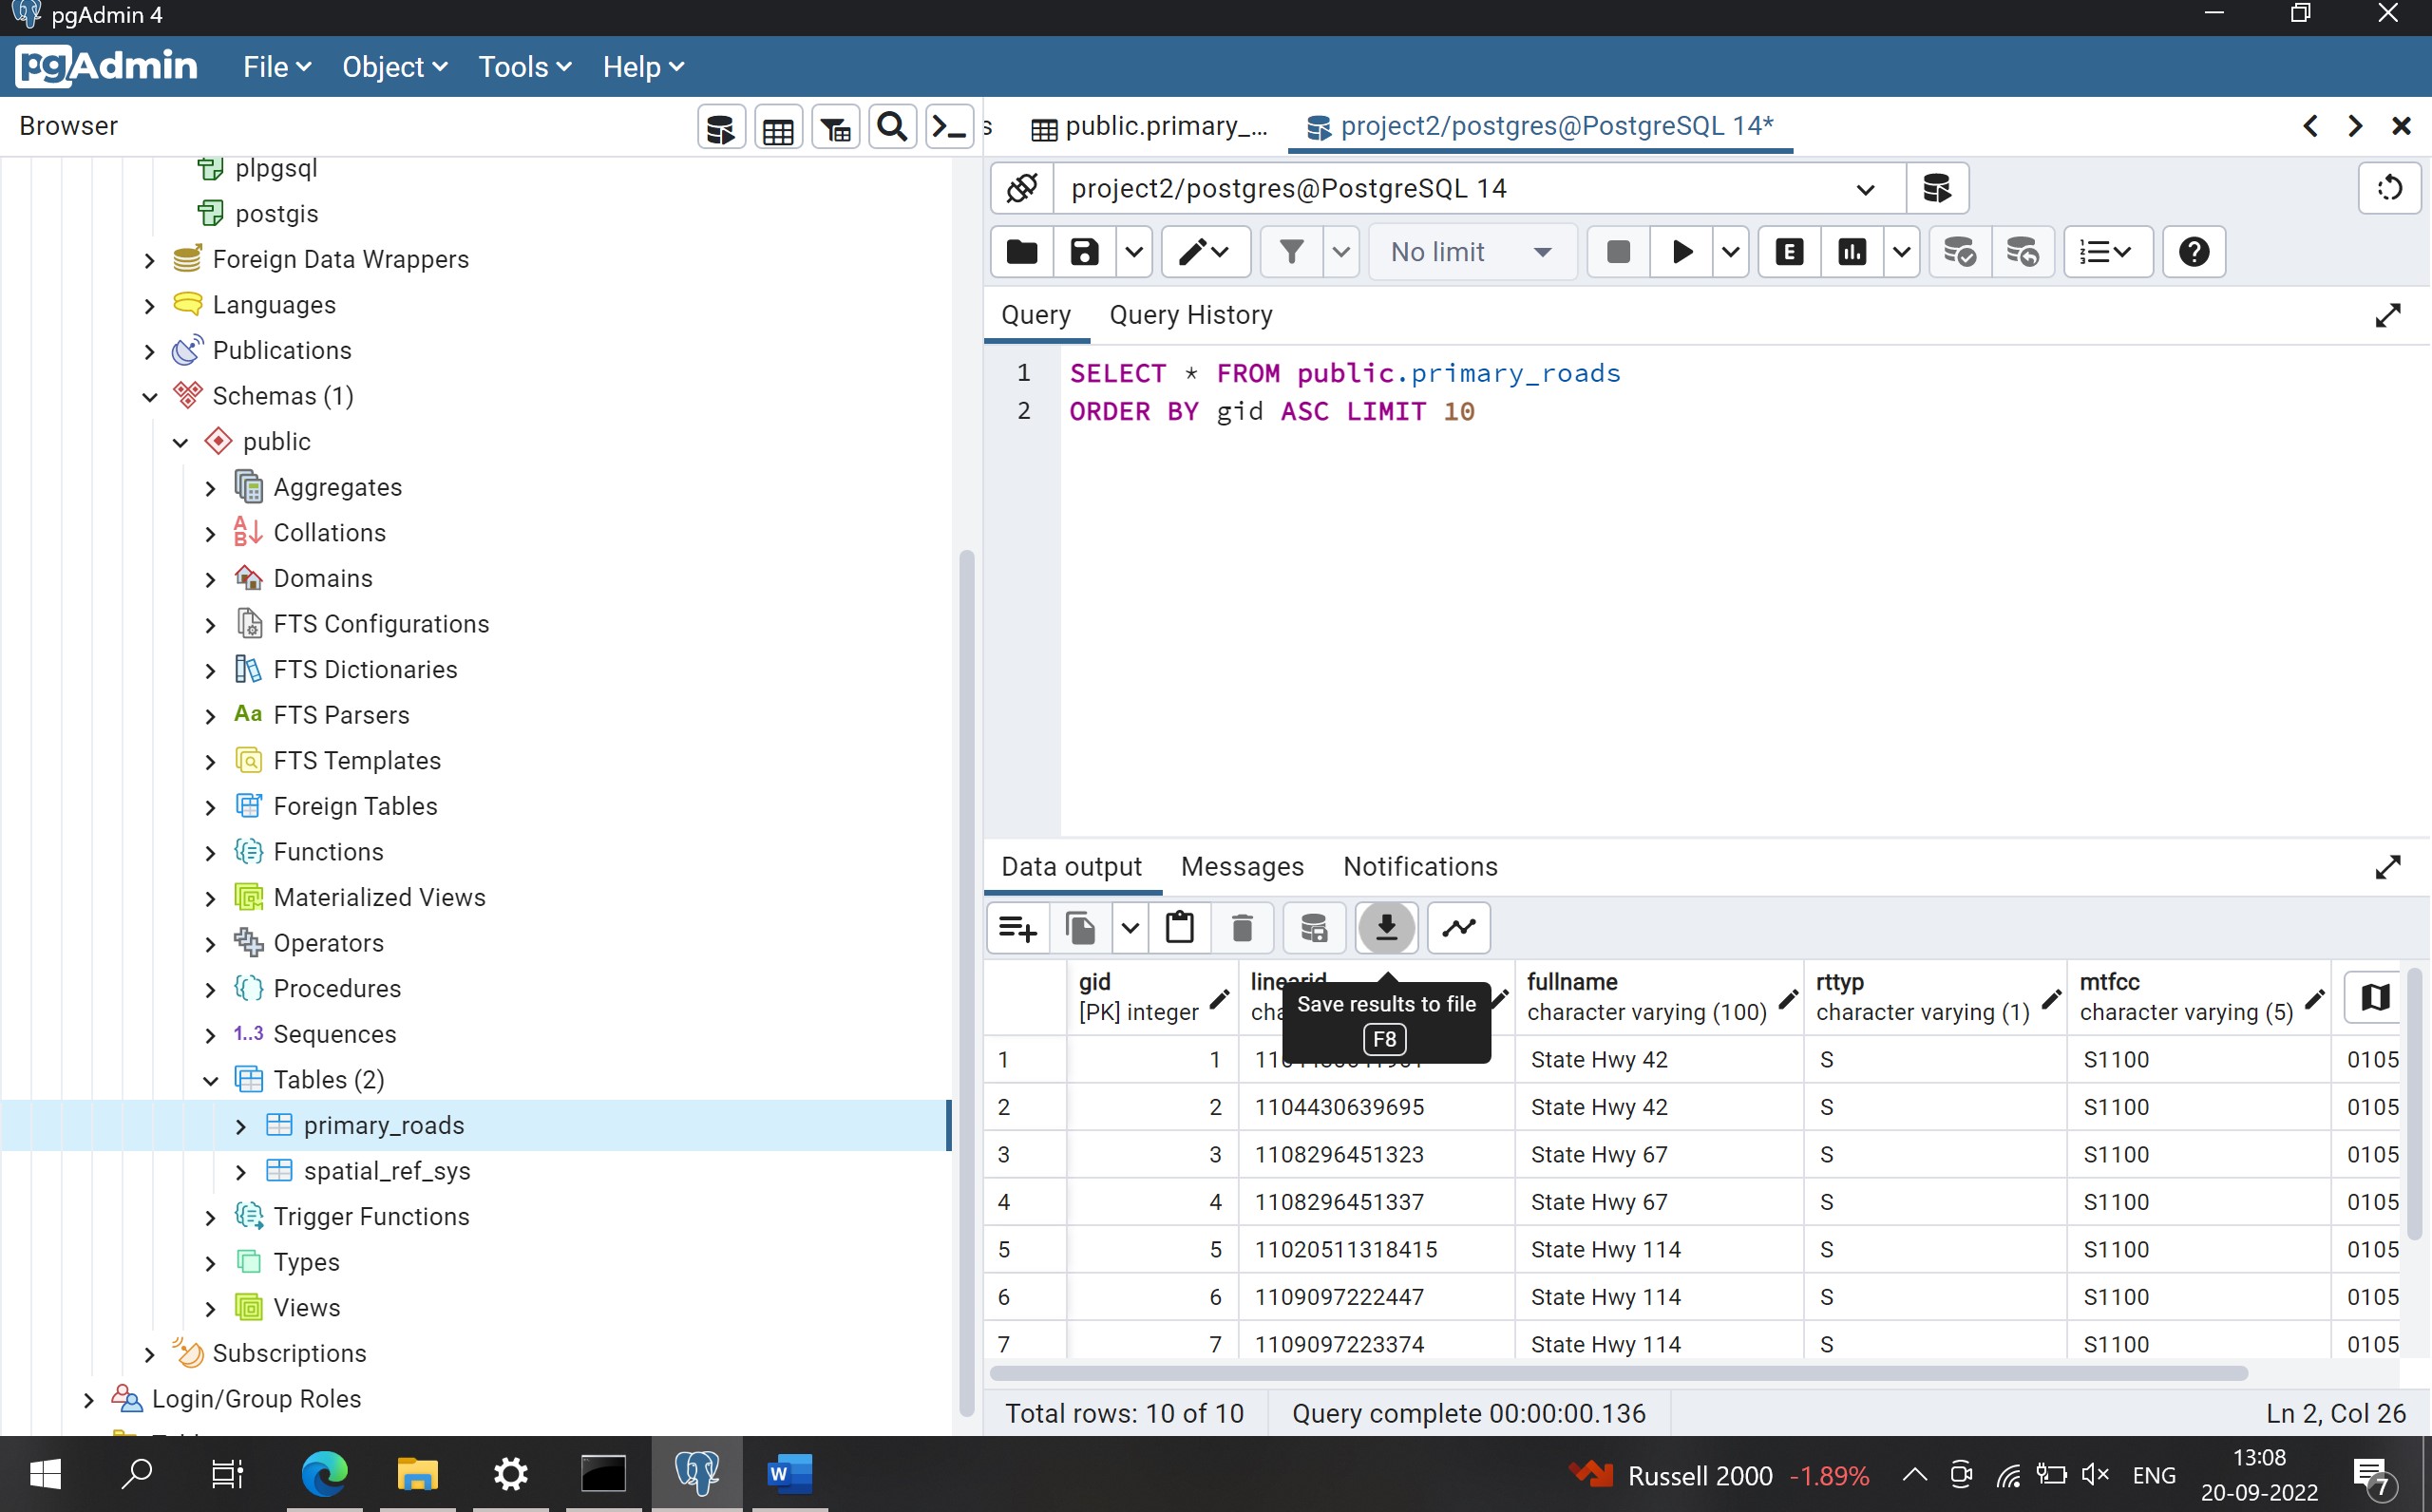 pgAdmin 4
pgAdmin
File
Object
Tools
Help
Browser
s
public.primary_...
project2/postgres@PostgreSQL 14*
project2/postgres@PostgreSQL 14
No limit
E
Query
Query History
1
SELECT * FROM public.primary_roads
2
ORDER BY gid ASC LIMIT 10
plpgsql
postgis
Foreign Data Wrappers
Languages
Publications
Schemas (1)
public
Aggregates
Collations
Domains
FTS Configurations
FTS Dictionaries
Aa FTS Parsers
FTS Templates
Foreign Tables
Functions
Materialized Views
Operators
Procedures
1..3 Sequences
Tables (2)
primary_roads
spatial_ref_sys
Trigger Functions
Types
Views
Subscriptions
Login/Group Roles
Data output
Messages
Notifications
Save results to file
F8
gid
[PK] integer
fullname
character varying (100)
rttyp
character varying (1)
mtfcc
character varying (5)
1 1 State Hwy 42 S S1100 0105
2 2 1104430639695 State Hwy 42 S S1100 0105
3 3 1108296451323 State Hwy 67 S S1100 0105
4 4 1108296451337 State Hwy 67 S S1100 0105
5 5 11020511318415 State Hwy 114 S S1100 0105
6 6 1109097222447 State Hwy 114 S S1100 0105
7 7 1109097223374 State Hwy 114 S S1100 0105
Total rows: 10 of 10
Query complete 00:00:00.136
Ln 2, Col 26
W
Russell 2000 -1.89%
ENG
13:08
20-09-2022
7